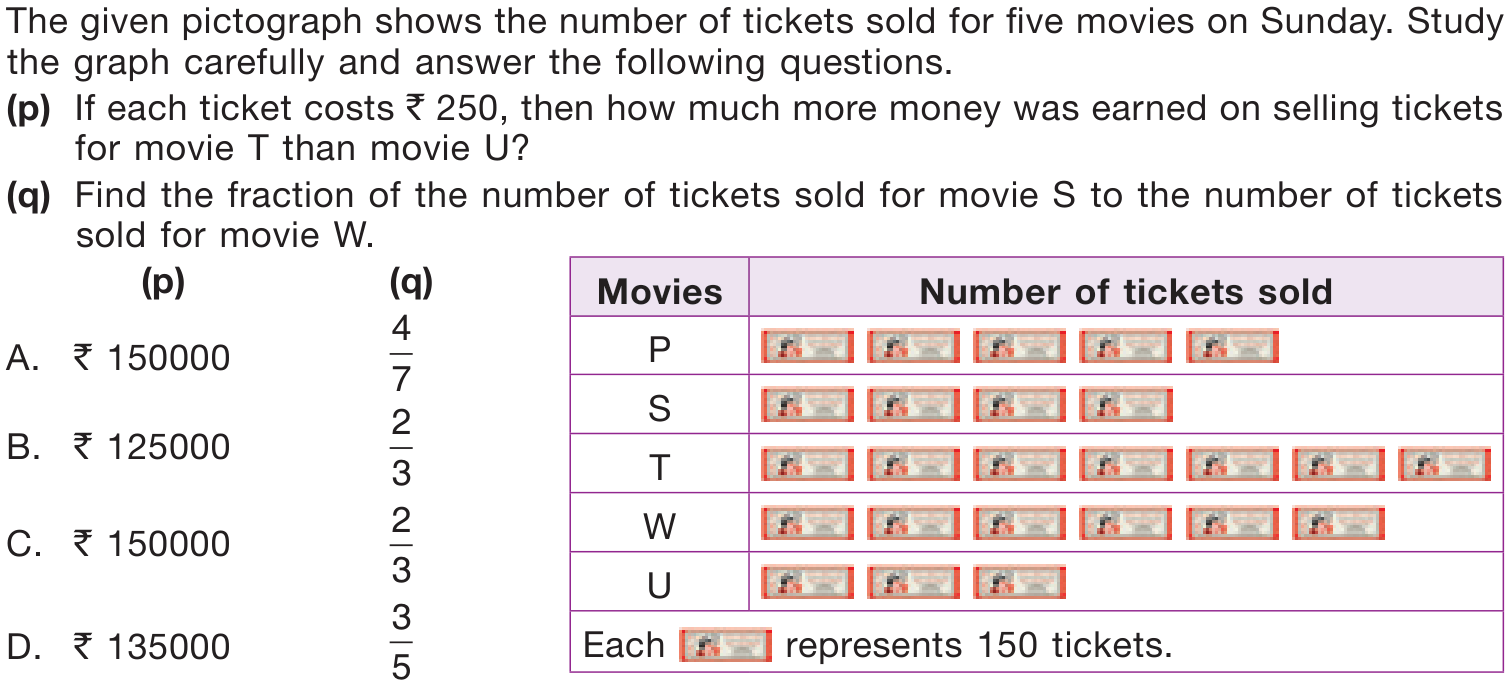 The given pictograph shows the number of tickets sold for five movies on Sunday. Study
the graph carefully and answer the following questions.
(p) If each ticket costs ₹ 250, then how much more money was earned on selling tickets
for movie T than movie U?
(q) Find the fraction of the number of tickets sold for movie S to the number of tickets
sold for movie W.
(p) (q)
A. ₹ 150000 4/7
B. ₹ 125000 2/3
C. ₹ 150000 2/3
D. ₹ 135000 3/5
Movies Number of tickets sold
P
S
T
W
U
Each represents 150 tickets.